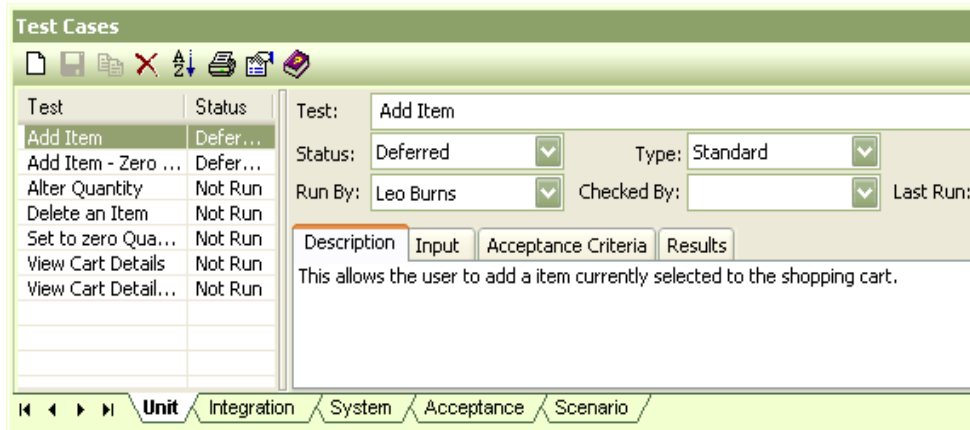 Test Cases
Test Status
Add Item Defer...
Add Item - Zero ... Defer...
Alter Quantity Not Run
Delete an Item Not Run
Set to zero Qua... Not Run
View Cart Details Not Run
View Cart Detail... Not Run
Test: Add Item
Status: Deferred Type: Standard
Run By: Leo Burns Checked By: Last Run:
Description Input Acceptance Criteria Results
This allows the user to add a item currently selected to the shopping cart.
Unit Integration System Acceptance Scenario